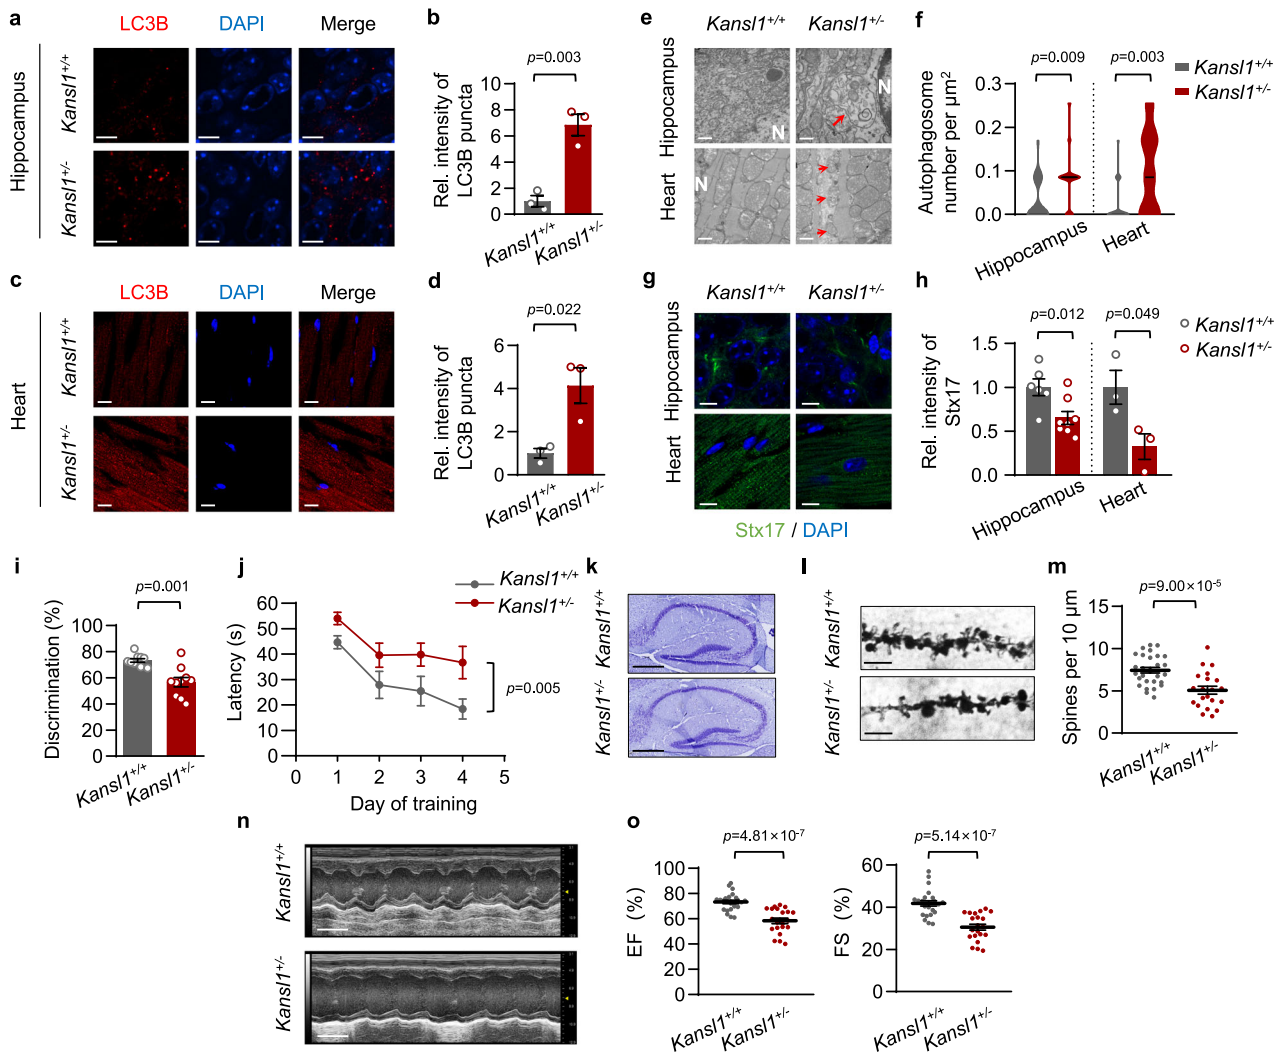 a
LC3B DAPI Merge
Hippocampus
Kansl1+/+
Kansl1+/-
b
p=0.003
Rel. intensity of
LC3B puncta
10
8
6
4
2
0
Kansl1+/+
Kansl1+/-
c
LC3B DAPI Merge
Heart
Kansl1+/+
Kansl1+/-
d
p=0.022
Rel. intensity of
LC3B puncta
6
4
2
0
Kansl1+/+
Kansl1+/-
e
Kansl1+/+ Kansl1+/-
Hippocampus
Heart
N
N
N
f
p=0.009 p=0.003
Kansl1+/+
Kansl1+/-
Autophagosome
number per μm2
0.3
0.2
0.1
0.0
Hippocampus
Heart
g
Kansl1+/+ Kansl1+/-
Hippocampus
Heart
Stx17 / DAPI
h
p=0.012 p=0.049
Kansl1+/+
Kansl1+/-
Rel. intensity of
Stx17
1.5
1.0
0.5
0.0
Hippocampus
Heart
i
p=0.001
Discrimination (%)
100
80
60
40
20
0
Kansl1+/+
Kansl1+/-
j
Kansl1+/+
Kansl1+/-
Latency (s)
60
50
40
30
20
10
0
p=0.005
0 1 2 3 4 5
Day of training
k
Kansl1+/+
Kansl1+/-
l
Kansl1+/+
Kansl1+/-
m
p=9.00×10-5
Spines per 10 μm
15
10
5
0
Kansl1+/+
Kansl1+/-
n
Kansl1+/+
Kansl1+/-
o
p=4.81×10-7
EF (%)
100
80
60
40
20
0
Kansl1+/+
Kansl1+/-
p=5.14×10-7
FS (%)
60
40
20
0
Kansl1+/+
Kansl1+/-